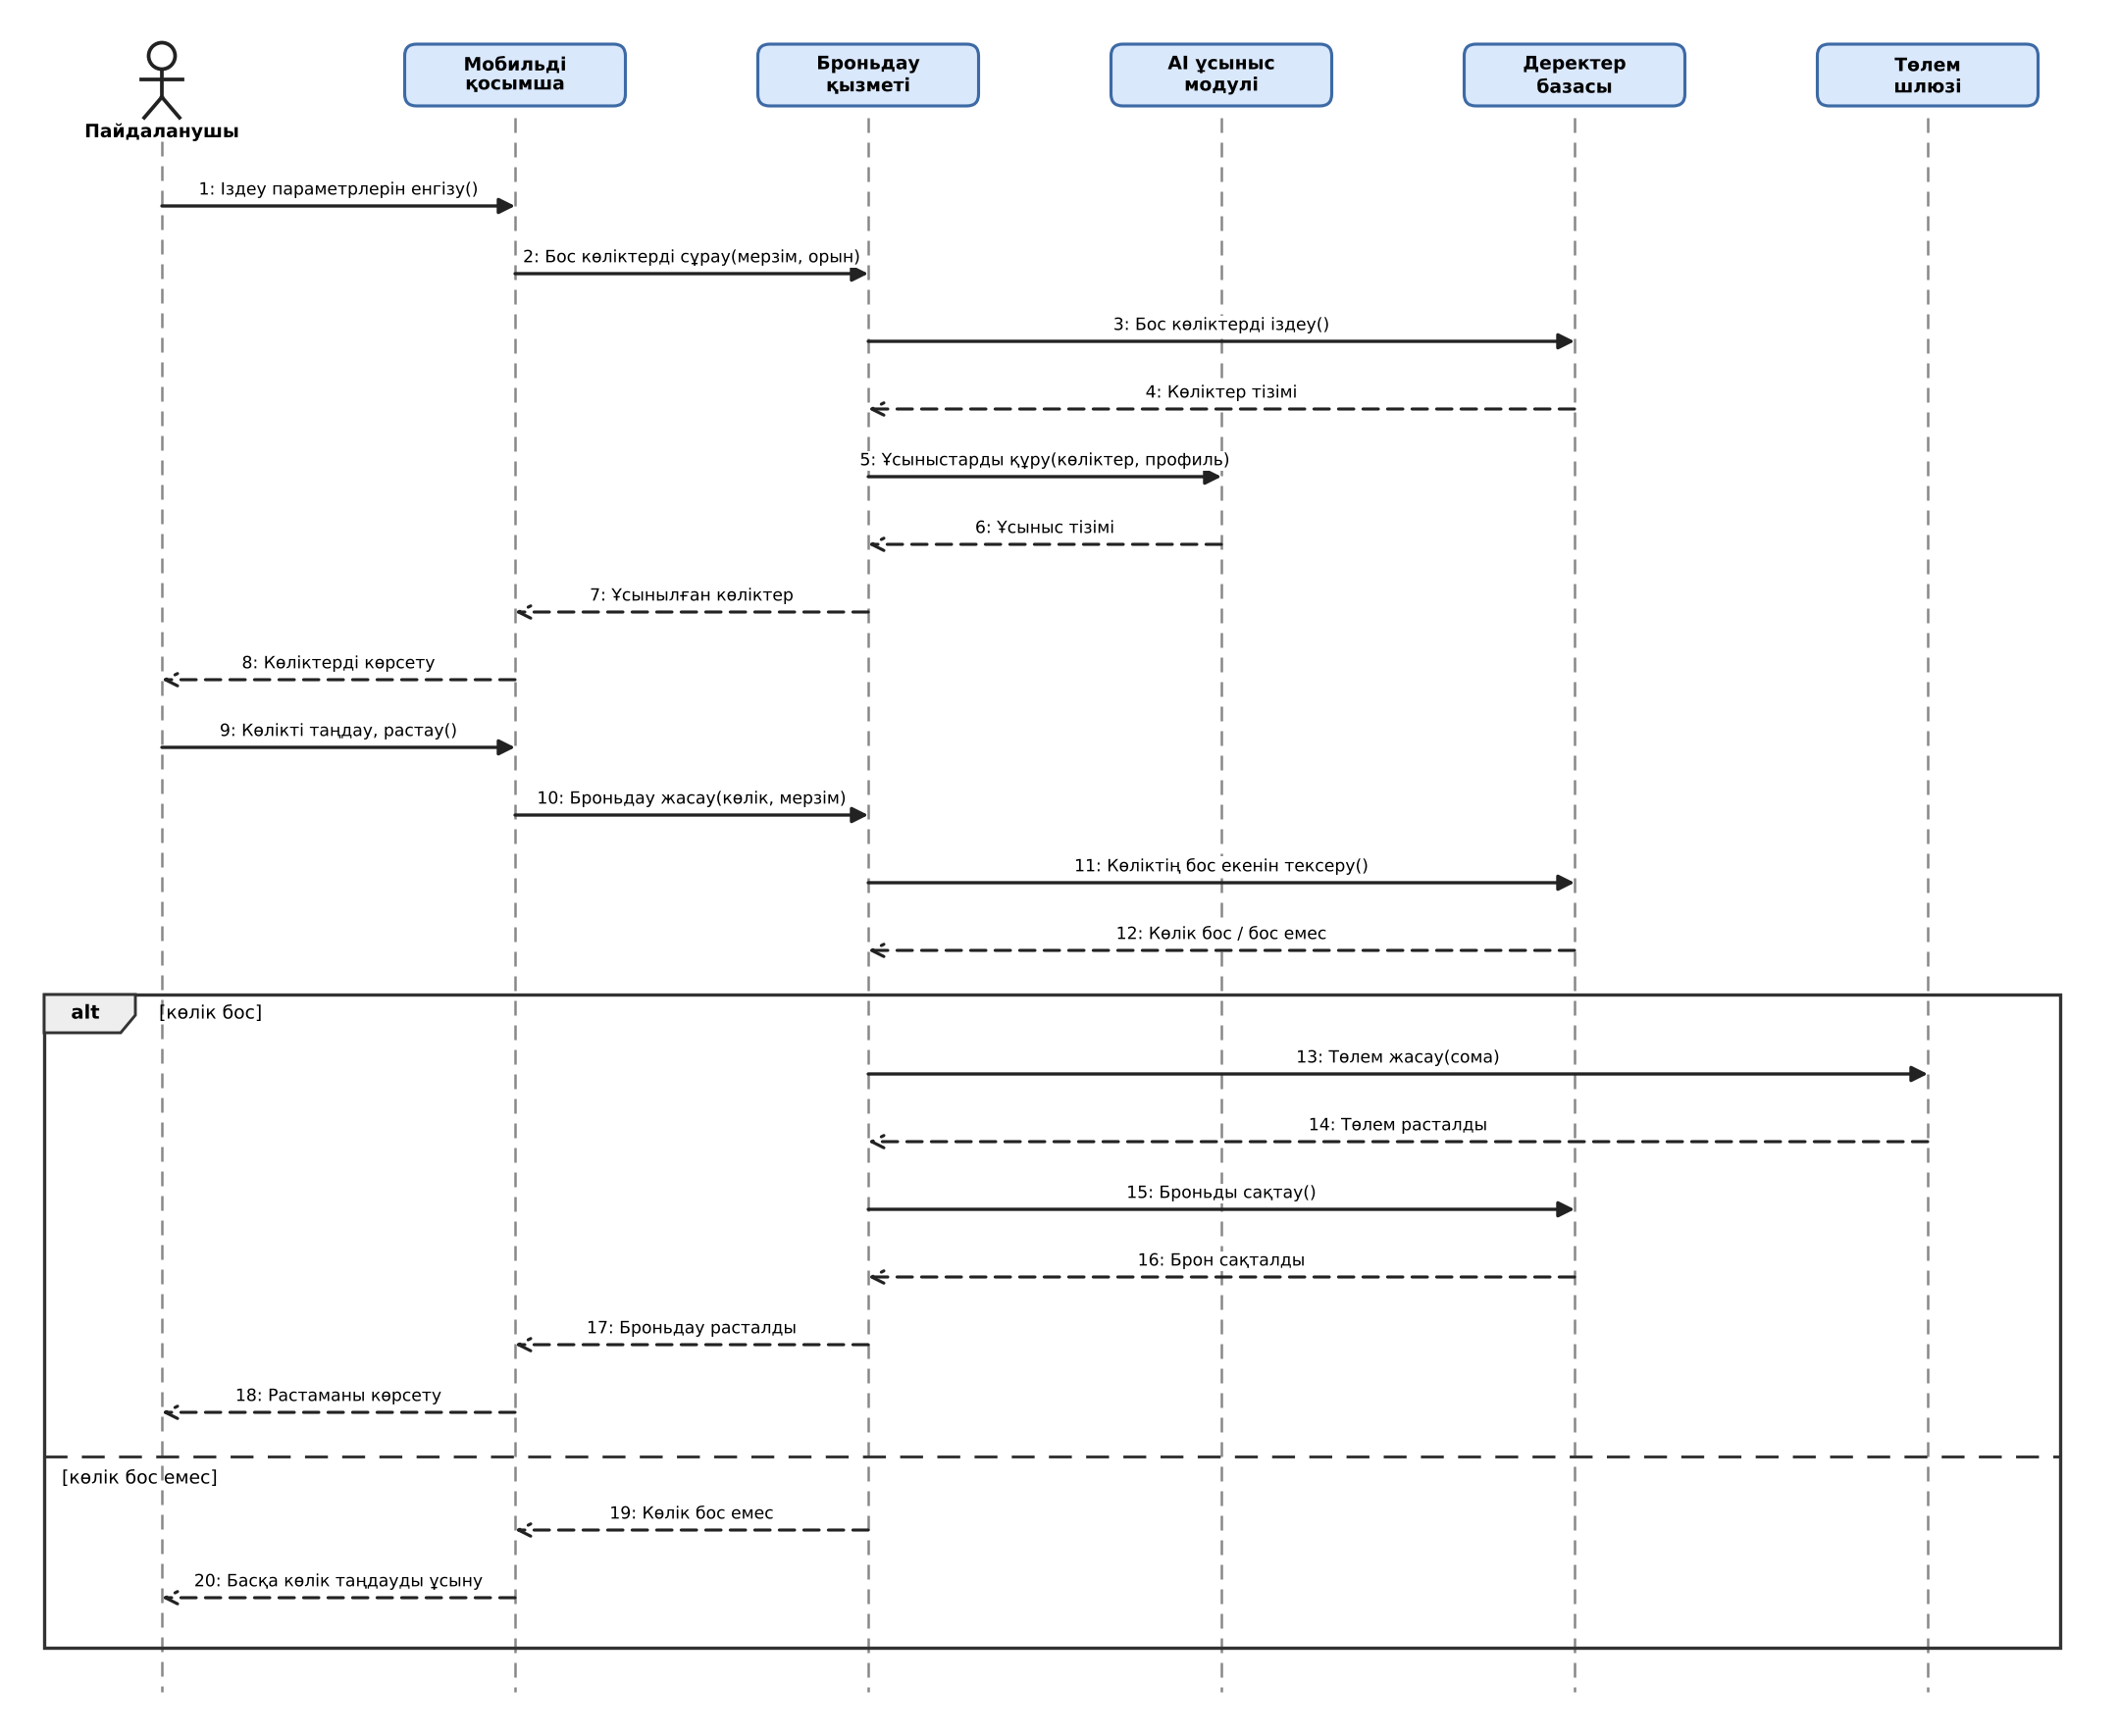 Пайдаланушы
Мобильді
қосымша
Броньдау
қызметі
AI ұсыныс
модулі
Деректер
базасы
Төлем
шлюзі
1: Іздеу параметрлерін енгізу()
2: Бос көліктерді сұрау(мерзім, орын)
3: Бос көліктерді іздеу()
4: Көліктер тізімі
5: Ұсыныстарды құру(көліктер, профиль)
6: Ұсыныс тізімі
7: Ұсынылған көліктер
8: Көліктерді көрсету
9: Көлікті таңдау, растау()
10: Броньдау жасау(көлік, мерзім)
11: Көліктің бос екенін тексеру()
12: Көлік бос / бос емес
alt
[көлік бос]
13: Төлем жасау(сома)
14: Төлем расталды
15: Броньды сақтау()
16: Брон сақталды
17: Броньдау расталды
18: Растаманы көрсету
[көлік бос емес]
19: Көлік бос емес
20: Басқа көлік таңдауды ұсыну